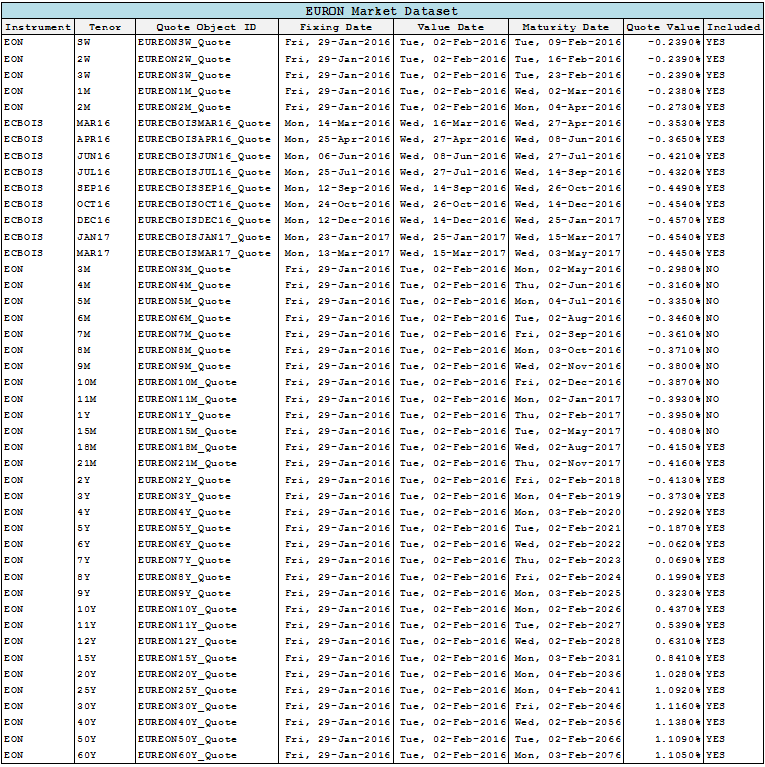 EURON Market Dataset
Instrument Tenor Quote Object ID Fixing Date Value Date Maturity Date Quote Value Included
EON SW EUREONSW_Quote Fri, 29-Jan-2016 Tue, 02-Feb-2016 Tue, 09-Feb-2016 -0.2390% YES
EON 2W EUREON2W_Quote Fri, 29-Jan-2016 Tue, 02-Feb-2016 Tue, 16-Feb-2016 -0.2390% YES
EON 3W EUREON3W_Quote Fri, 29-Jan-2016 Tue, 02-Feb-2016 Tue, 23-Feb-2016 -0.2390% YES
EON 1M EUREON1M_Quote Fri, 29-Jan-2016 Tue, 02-Feb-2016 Wed, 02-Mar-2016 -0.2380% YES
EON 2M EUREON2M_Quote Fri, 29-Jan-2016 Tue, 02-Feb-2016 Mon, 04-Apr-2016 -0.2730% YES
ECBOIS MAR16 EURECBOISMAR16_Quote Mon, 14-Mar-2016 Wed, 16-Mar-2016 Wed, 27-Apr-2016 -0.3530% YES
ECBOIS APR16 EURECBOISAPR16_Quote Mon, 25-Apr-2016 Wed, 27-Apr-2016 Wed, 08-Jun-2016 -0.3650% YES
ECBOIS JUN16 EURECBOISJUN16_Quote Mon, 06-Jun-2016 Wed, 08-Jun-2016 Wed, 27-Jul-2016 -0.4210% YES
ECBOIS JUL16 EURECBOISJUL16_Quote Mon, 25-Jul-2016 Wed, 27-Jul-2016 Wed, 14-Sep-2016 -0.4320% YES
ECBOIS SEP16 EURECBOISSEP16_Quote Mon, 12-Sep-2016 Wed, 14-Sep-2016 Wed, 26-Oct-2016 -0.4490% YES
ECBOIS OCT16 EURECBOISOCT16_Quote Mon, 24-Oct-2016 Wed, 26-Oct-2016 Wed, 14-Dec-2016 -0.4540% YES
ECBOIS DEC16 EURECBOISDEC16_Quote Mon, 12-Dec-2016 Wed, 14-Dec-2016 Wed, 25-Jan-2017 -0.4570% YES
ECBOIS JAN17 EURECBOISJAN17_Quote Mon, 23-Jan-2017 Wed, 25-Jan-2017 Wed, 15-Mar-2017 -0.4540% YES
ECBOIS MAR17 EURECBOISMAR17_Quote Mon, 13-Mar-2017 Wed, 15-Mar-2017 Wed, 03-May-2017 -0.4450% YES
EON 3M EUREON3M_Quote Fri, 29-Jan-2016 Tue, 02-Feb-2016 Mon, 02-May-2016 -0.2980% NO
EON 4M EUREON4M_Quote Fri, 29-Jan-2016 Tue, 02-Feb-2016 Thu, 02-Jun-2016 -0.3160% NO
EON 5M EUREON5M_Quote Fri, 29-Jan-2016 Tue, 02-Feb-2016 Mon, 04-Jul-2016 -0.3350% NO
EON 6M EUREON6M_Quote Fri, 29-Jan-2016 Tue, 02-Feb-2016 Tue, 02-Aug-2016 -0.3460% NO
EON 7M EUREON7M_Quote Fri, 29-Jan-2016 Tue, 02-Feb-2016 Fri, 02-Sep-2016 -0.3610% NO
EON 8M EUREON8M_Quote Fri, 29-Jan-2016 Tue, 02-Feb-2016 Mon, 03-Oct-2016 -0.3710% NO
EON 9M EUREON9M_Quote Fri, 29-Jan-2016 Tue, 02-Feb-2016 Wed, 02-Nov-2016 -0.3800% NO
EON 10M EUREON10M_Quote Fri, 29-Jan-2016 Tue, 02-Feb-2016 Fri, 02-Dec-2016 -0.3870% NO
EON 11M EUREON11M_Quote Fri, 29-Jan-2016 Tue, 02-Feb-2016 Mon, 02-Jan-2017 -0.3930% NO
EON 1Y EUREON1Y_Quote Fri, 29-Jan-2016 Tue, 02-Feb-2016 Thu, 02-Feb-2017 -0.3950% NO
EON 15M EUREON15M_Quote Fri, 29-Jan-2016 Tue, 02-Feb-2016 Tue, 02-May-2017 -0.4080% NO
EON 18M EUREON18M_Quote Fri, 29-Jan-2016 Tue, 02-Feb-2016 Wed, 02-Aug-2017 -0.4150% YES
EON 21M EUREON21M_Quote Fri, 29-Jan-2016 Tue, 02-Feb-2016 Thu, 02-Nov-2017 -0.4160% YES
EON 2Y EUREON2Y_Quote Fri, 29-Jan-2016 Tue, 02-Feb-2016 Fri, 02-Feb-2018 -0.4130% YES
EON 3Y EUREON3Y_Quote Fri, 29-Jan-2016 Tue, 02-Feb-2016 Mon, 04-Feb-2019 -0.3730% YES
EON 4Y EUREON4Y_Quote Fri, 29-Jan-2016 Tue, 02-Feb-2016 Mon, 03-Feb-2020 -0.2920% YES
EON 5Y EUREON5Y_Quote Fri, 29-Jan-2016 Tue, 02-Feb-2016 Tue, 02-Feb-2021 -0.1870% YES
EON 6Y EUREON6Y_Quote Fri, 29-Jan-2016 Tue, 02-Feb-2016 Wed, 02-Feb-2022 -0.0620% YES
EON 7Y EUREON7Y_Quote Fri, 29-Jan-2016 Tue, 02-Feb-2016 Thu, 02-Feb-2023 0.0690% YES
EON 8Y EUREON8Y_Quote Fri, 29-Jan-2016 Tue, 02-Feb-2016 Fri, 02-Feb-2024 0.1990% YES
EON 9Y EUREON9Y_Quote Fri, 29-Jan-2016 Tue, 02-Feb-2016 Mon, 03-Feb-2025 0.3230% YES
EON 10Y EUREON10Y_Quote Fri, 29-Jan-2016 Tue, 02-Feb-2016 Mon, 02-Feb-2026 0.4370% YES
EON 11Y EUREON11Y_Quote Fri, 29-Jan-2016 Tue, 02-Feb-2016 Tue, 02-Feb-2027 0.5390% YES
EON 12Y EUREON12Y_Quote Fri, 29-Jan-2016 Tue, 02-Feb-2016 Wed, 02-Feb-2028 0.6310% YES
EON 15Y EUREON15Y_Quote Fri, 29-Jan-2016 Tue, 02-Feb-2016 Mon, 03-Feb-2031 0.8410% YES
EON 20Y EUREON20Y_Quote Fri, 29-Jan-2016 Tue, 02-Feb-2016 Mon, 04-Feb-2036 1.0280% YES
EON 25Y EUREON25Y_Quote Fri, 29-Jan-2016 Tue, 02-Feb-2016 Mon, 04-Feb-2041 1.0920% YES
EON 30Y EUREON30Y_Quote Fri, 29-Jan-2016 Tue, 02-Feb-2016 Fri, 02-Feb-2046 1.1160% YES
EON 40Y EUREON40Y_Quote Fri, 29-Jan-2016 Tue, 02-Feb-2016 Wed, 02-Feb-2056 1.1380% YES
EON 50Y EUREON50Y_Quote Fri, 29-Jan-2016 Tue, 02-Feb-2016 Tue, 02-Feb-2066 1.1090% YES
EON 60Y EUREON60Y_Quote Fri, 29-Jan-2016 Tue, 02-Feb-2016 Mon, 03-Feb-2076 1.1050% YES